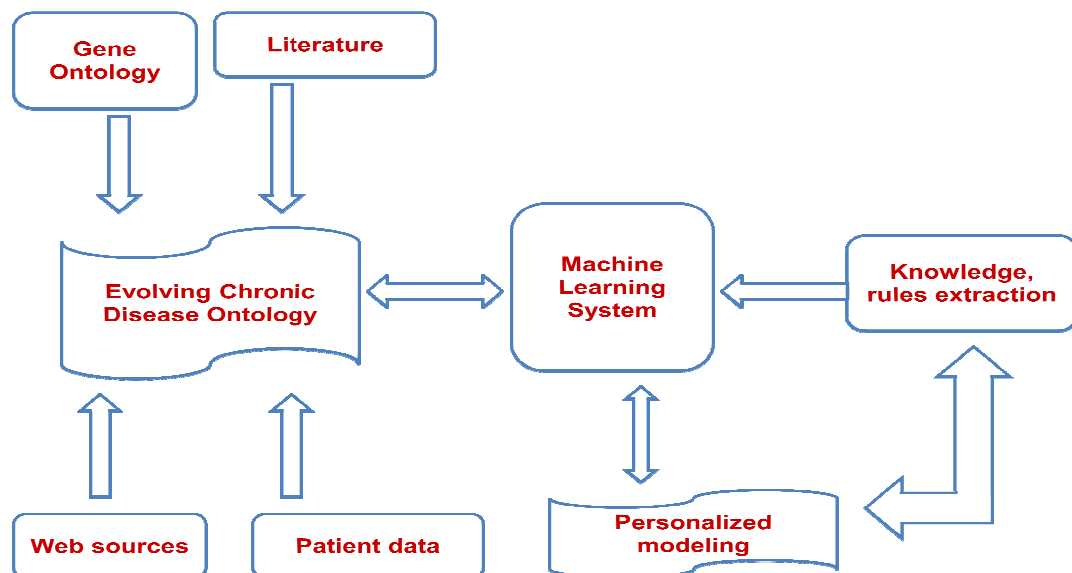 Gene
Ontology
Literature
Evolving Chronic
Disease Ontology
Machine
Learning
System
Knowledge,
rules extraction
Web sources
Patient data
Personalized
modeling